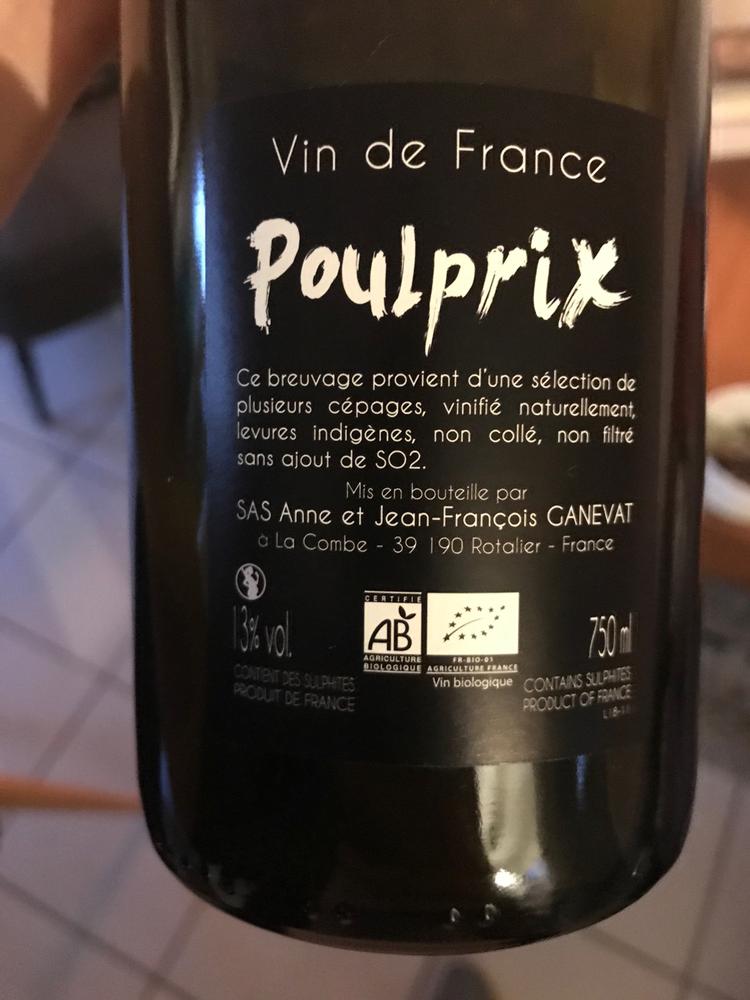 Vin de France
Poulprix
Ce breuvage provient d'une sélection de
plusieurs cépages, vinifié naturellement,
levures indigènes, non collé, non filtré
sans ajout de SO2.
Mis en bouteille par
SAS Anne et Jean-François GANEVAT
à La Combe - 39 190 Rotalier - France
13% vol.
CERTIFIÉ
AB
AGRICULTURE
BIOLOGIQUE
FR-BIO-01
AGRICULTURE FRANCE
Vin biologique
750 ml
CONTIENT DES SULPHITES
PRODUIT DE FRANCE
CONTAINS SULPHITES
PRODUCT OF FRANCE